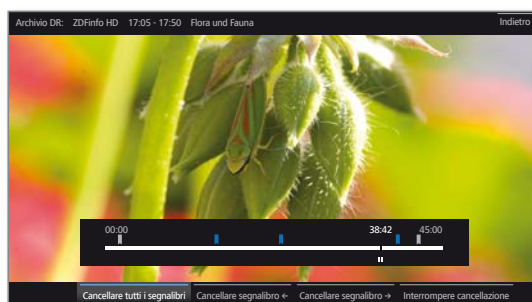 Archivio DR: ZDFinfo HD 17:05 - 17:50 Flora und Fauna Indietro
00:00 38:42 45:00
Cancellare tutti i segnalibri Cancellare segnalibro ← Cancellare segnalibro → Interrompere cancellazione